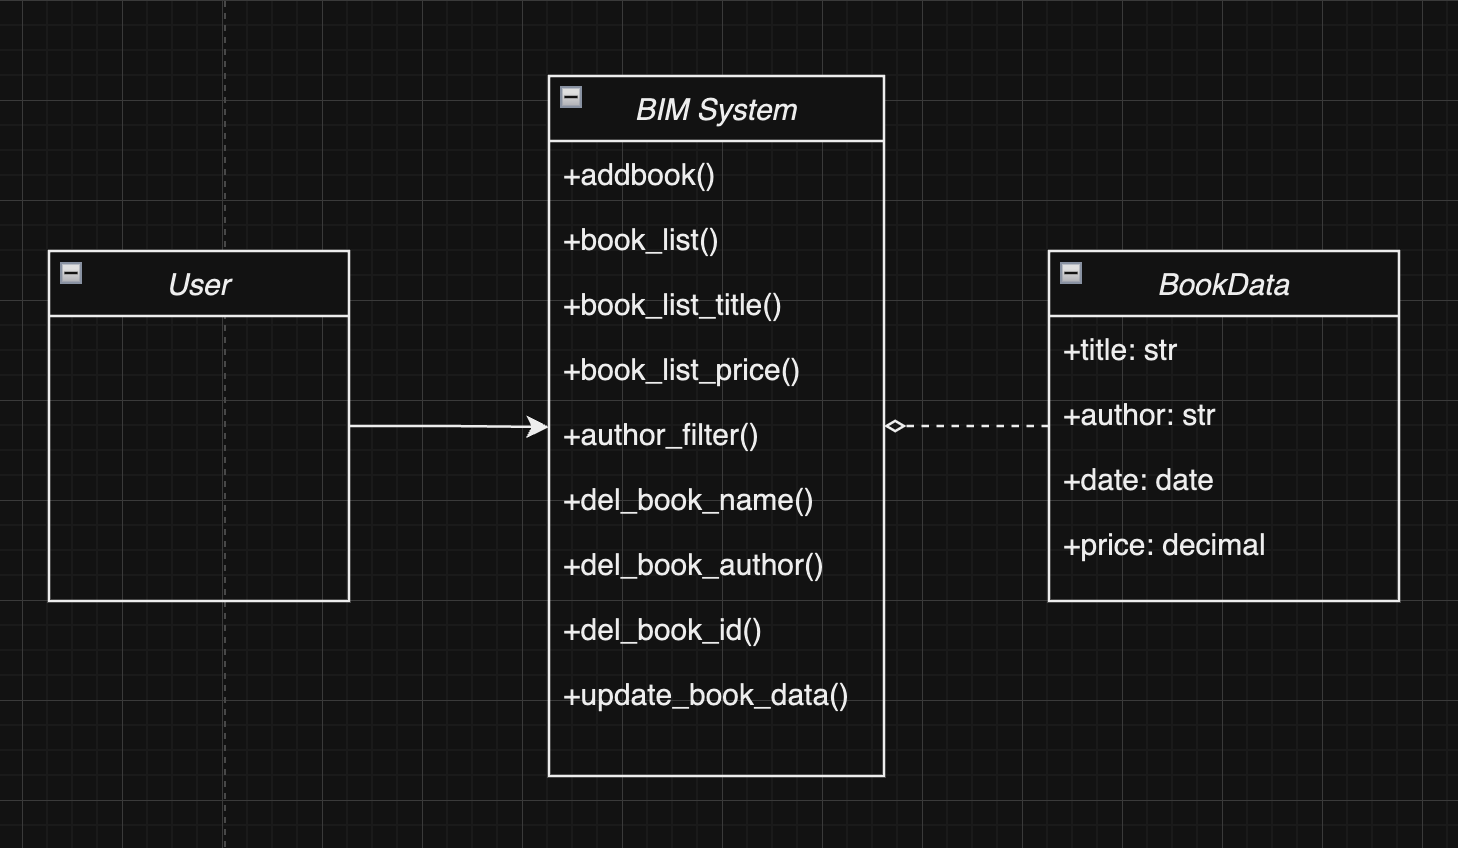 User
BIM System
+addbook()
+book_list()
+book_list_title()
+book_list_price()
+author_filter()
+del_book_name()
+del_book_author()
+del_book_id()
+update_book_data()
BookData
+title: str
+author: str
+date: date
+price: decimal